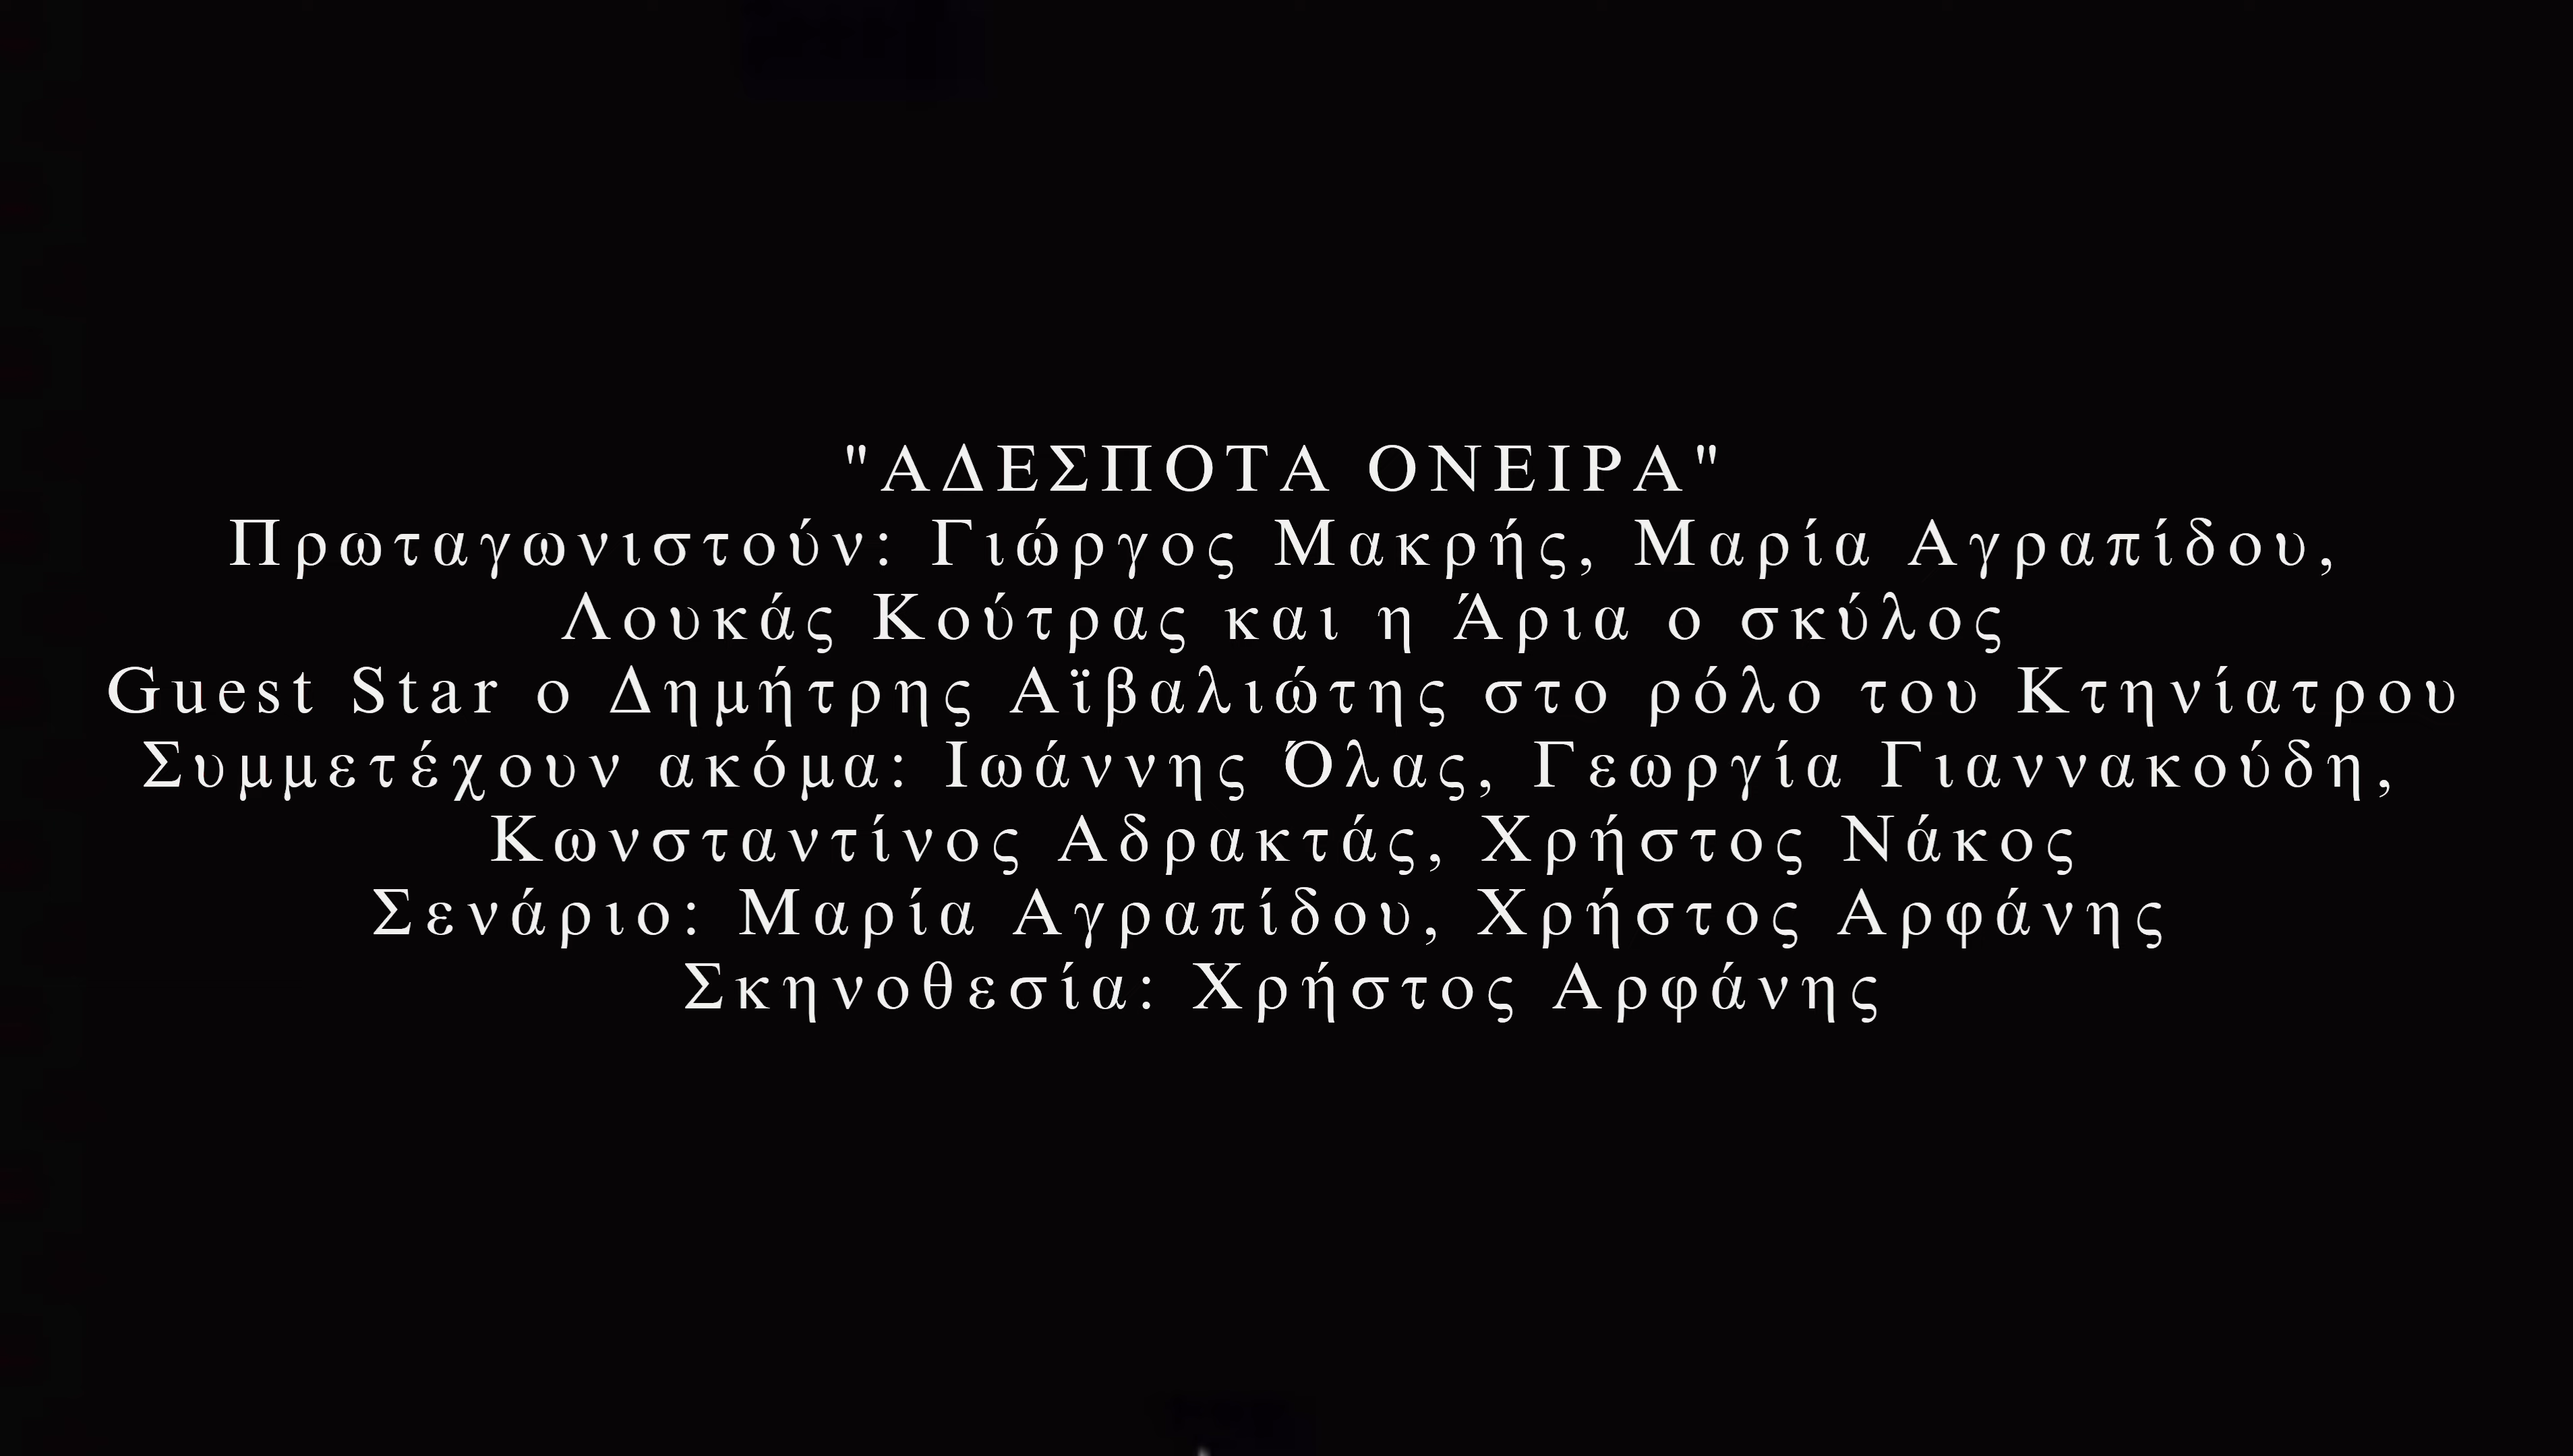 "ΑΔΕΣΠΟΤΑ ΟΝΕΙΡΑ"
Πρωταγωνιστούν: Γιώργος Μακρής, Μαρία Αγραπίδου,
Λουκάς Κούτρας και η Άρια ο σκύλος
Guest Star ο Δημήτρης Αϊβαλιώτης στο ρόλο του Κτηνίατρου
Συμμετέχουν ακόμα: Ιωάννης Όλας, Γεωργία Γιαννακούδη,
Κωνσταντίνος Αδρακτάς, Χρήστος Νάκος
Σενάριο: Μαρία Αγραπίδου, Χρήστος Αρφάνης
Σκηνοθεσία: Χρήστος Αρφάνης